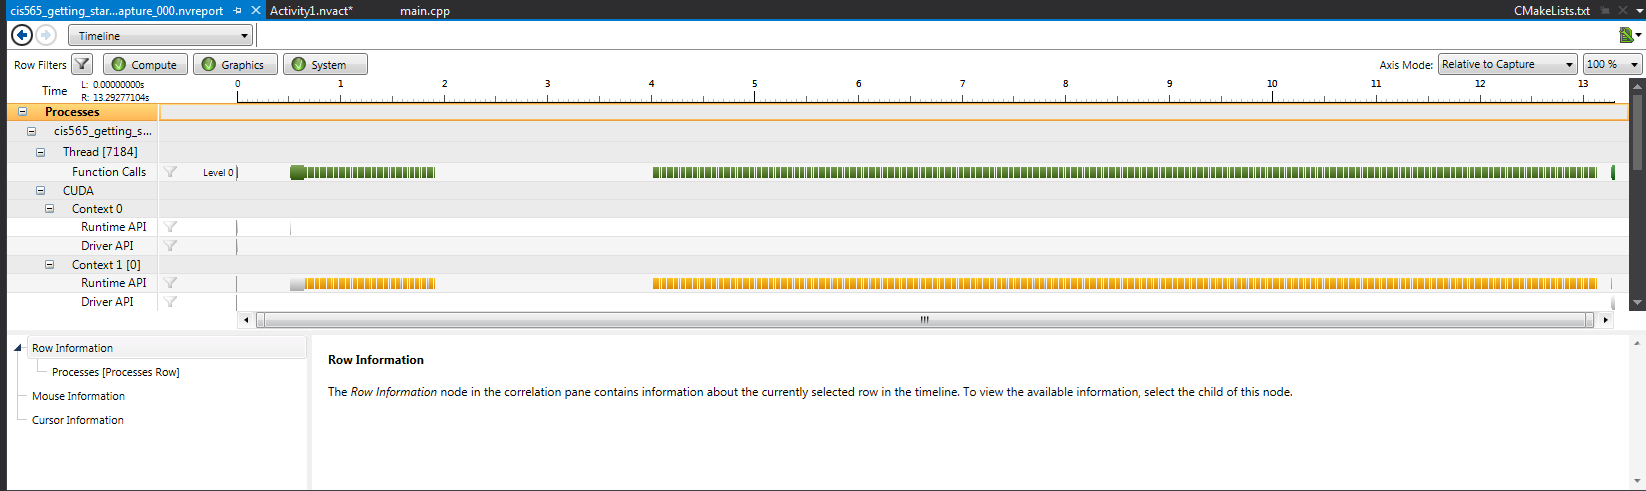 cis565_getting_star...apture_000.nvreport Activity1.nvact* main.cpp CMakeLists.txt
Timeline
Row Filters Compute Graphics System Axis Mode: Relative to Capture 100 %
Time L: 0.00000000s 0 1 2 3 4 5 6 7 8 9 10 11 12 13
R: 13.29277104s
Processes
cis565_getting_s...
Thread [7184]
Function Calls Level 0
CUDA
Context 0
Runtime API
Driver API
Context 1 [0]
Runtime API
Driver API
Row Information
Processes [Processes Row]
Mouse Information
Cursor Information
Row Information
The Row Information node in the correlation pane contains information about the currently selected row in the timeline. To view the available information, select the child of this node.